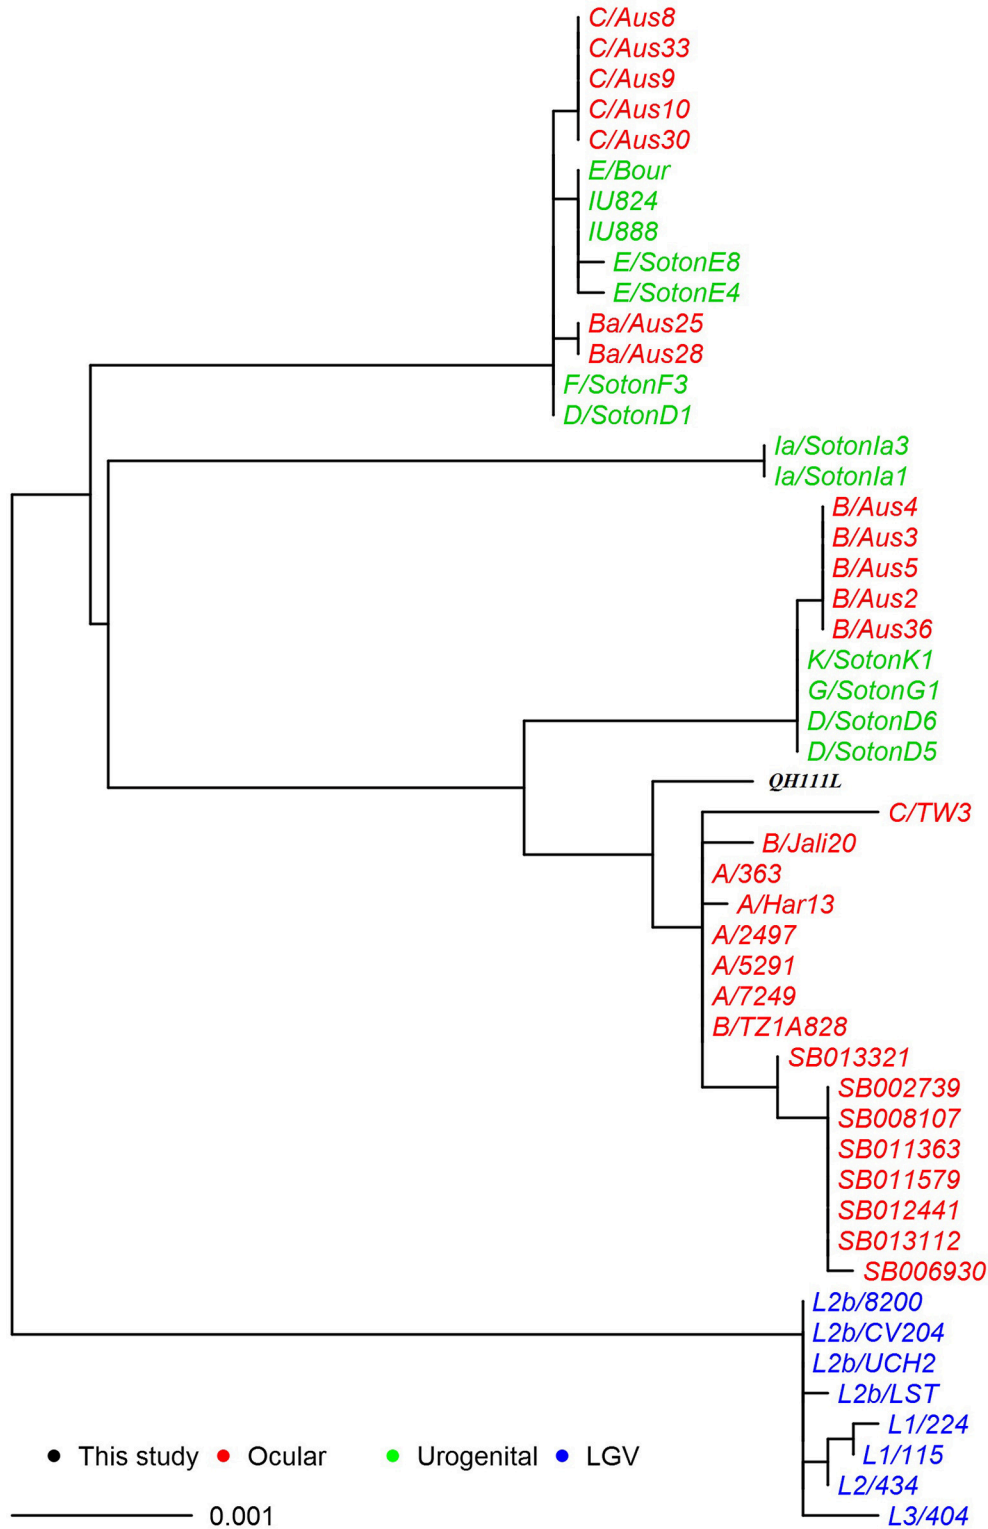 C/Aus8
C/Aus33
C/Aus9
C/Aus10
C/Aus30
E/Bour
IU824
IU888
E/SotonE8
E/SotonE4
Ba/Aus25
Ba/Aus28
F/SotonF3
D/SotonD1
Ia/SotonIa3
Ia/SotonIa1
B/Aus4
B/Aus3
B/Aus5
B/Aus2
B/Aus36
K/SotonK1
G/SotonG1
D/SotonD6
D/SotonD5
QH111L
C/TW3
B/Jali20
A/363
A/Har13
A/2497
A/5291
A/7249
B/TZ1A828
SB013321
SB002739
SB008107
SB011363
SB011579
SB012441
SB013112
SB006930
L2b/8200
L2b/CV204
L2b/UCH2
L2b/LST
L1/224
L1/115
L2/434
L3/404
This study Ocular Urogenital LGV
0.001